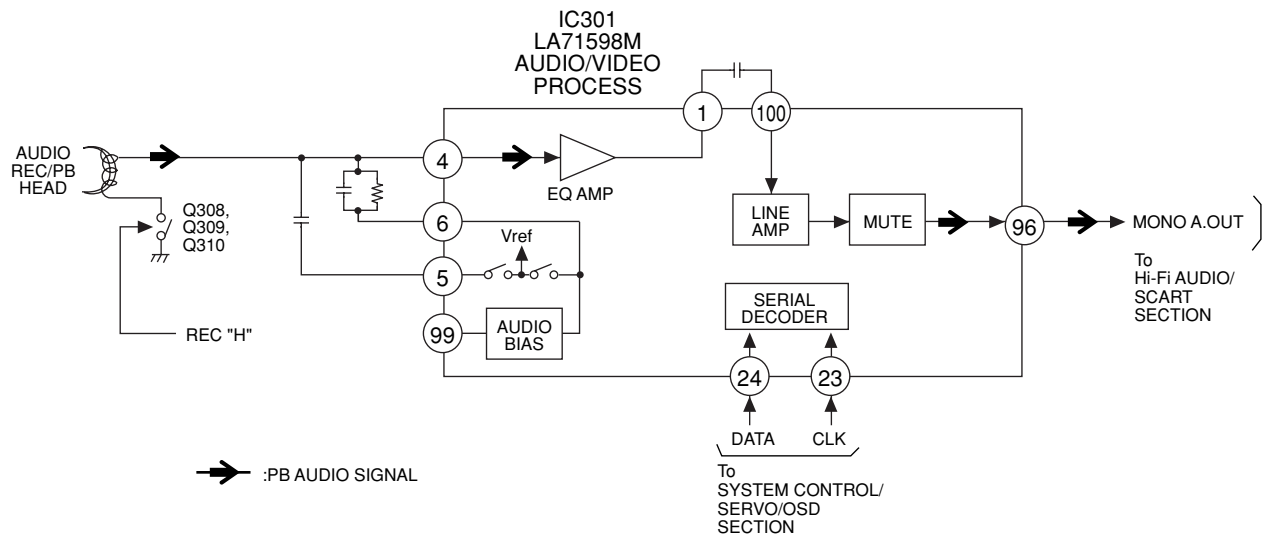 IC301
LA71598M
AUDIO/VIDEO
PROCESS
1
100
AUDIO
REC/PB
HEAD
4
EQ AMP
Q308,
Q309,
Q310
6
Vref
LINE
AMP
MUTE
96
MONO A.OUT
To
Hi-Fi AUDIO/
SCART
SECTION
5
REC "H"
99
AUDIO
BIAS
SERIAL
DECODER
24
23
DATA
CLK
To
SYSTEM CONTROL/
SERVO/OSD
SECTION
:PB AUDIO SIGNAL